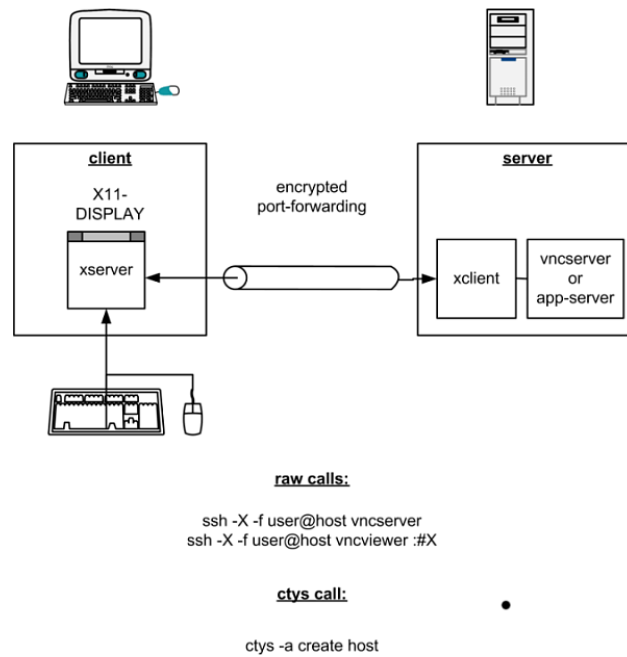 client
server
X11-
DISPLAY
encrypted
port-forwarding
xserver
xclient
vncserver
or
app-server
raw calls:
ssh -X -f user@host vncserver
ssh -X -f user@host vncviewer :#X
ctys call:
ctys -a create host